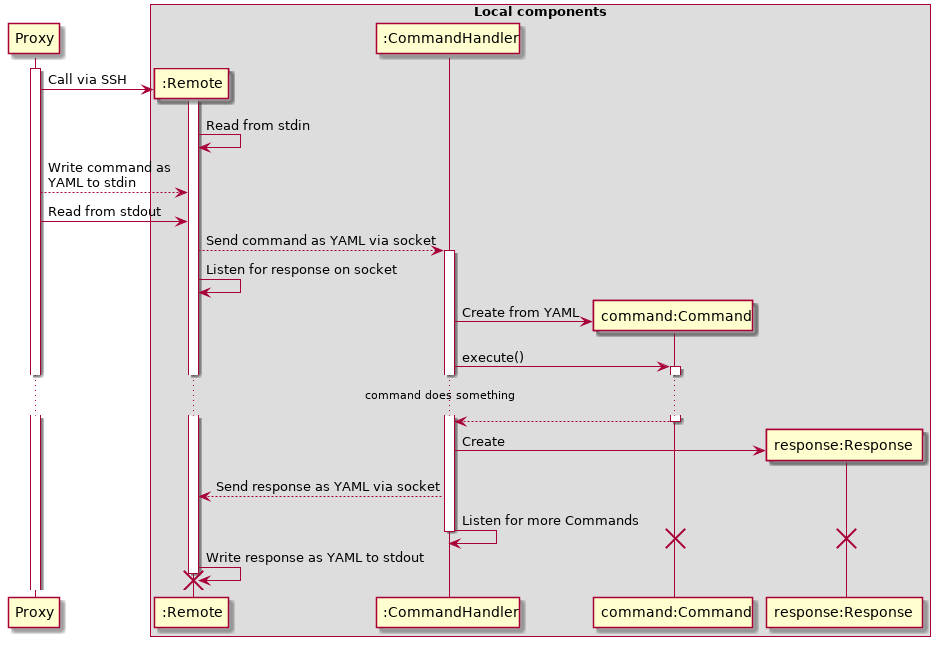 Local components
Proxy
:CommandHandler
Call via SSH
:Remote
Read from stdin
Write command as
YAML to stdin
Read from stdout
Send command as YAML via socket
Listen for response on socket
Create from YAML
command:Command
execute()
command does something
Create
response:Response
Send response as YAML via socket
Listen for more Commands
Write response as YAML to stdout
Proxy
:Remote
:CommandHandler
command:Command
response:Response